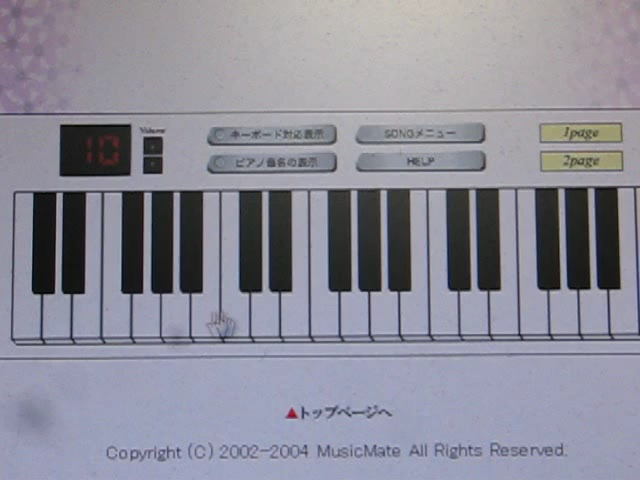 10
Volume
キーボード対応表示
SONGメニュー
1page
ピアノ音名の表示
HELP
2page
▲トップページへ
Copyright (C) 2002-2004 MusicMate All Rights Reserved.